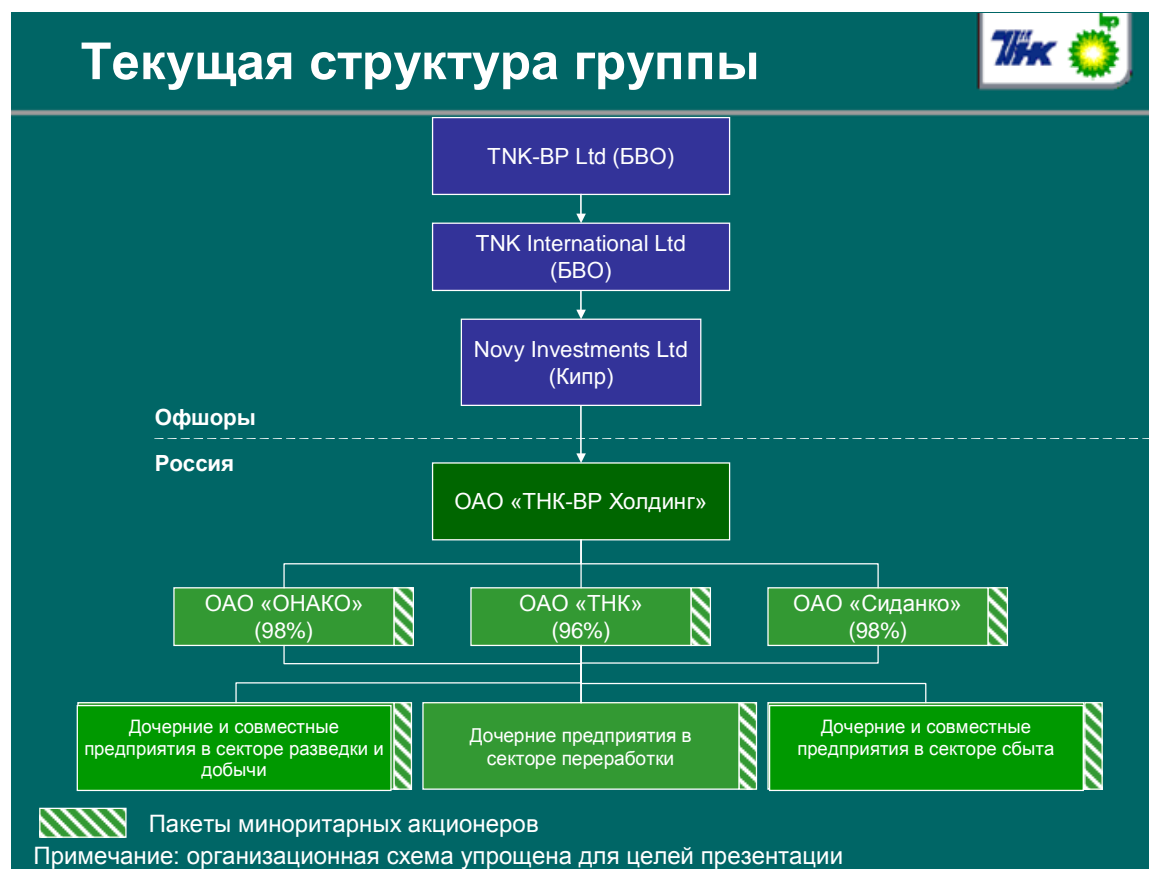 Текущая структура группы
ТНК
bp
TNK-BP Ltd (БВО)
TNK International Ltd
(БВО)
Novy Investments Ltd
(Кипр)
Офшоры
Россия
ОАО «ТНК-ВР Холдинг»
ОАО «ОНАКО»
(98%)
ОАО «ТНК»
(96%)
ОАО «Сиданко»
(98%)
Дочерние и совместные
предприятия в секторе разведки и
добычи
Дочерние предприятия в
секторе переработки
Дочерние и совместные
предприятия в секторе сбыта
Пакеты миноритарных акционеров
Примечание: организационная схема упрощена для целей презентации